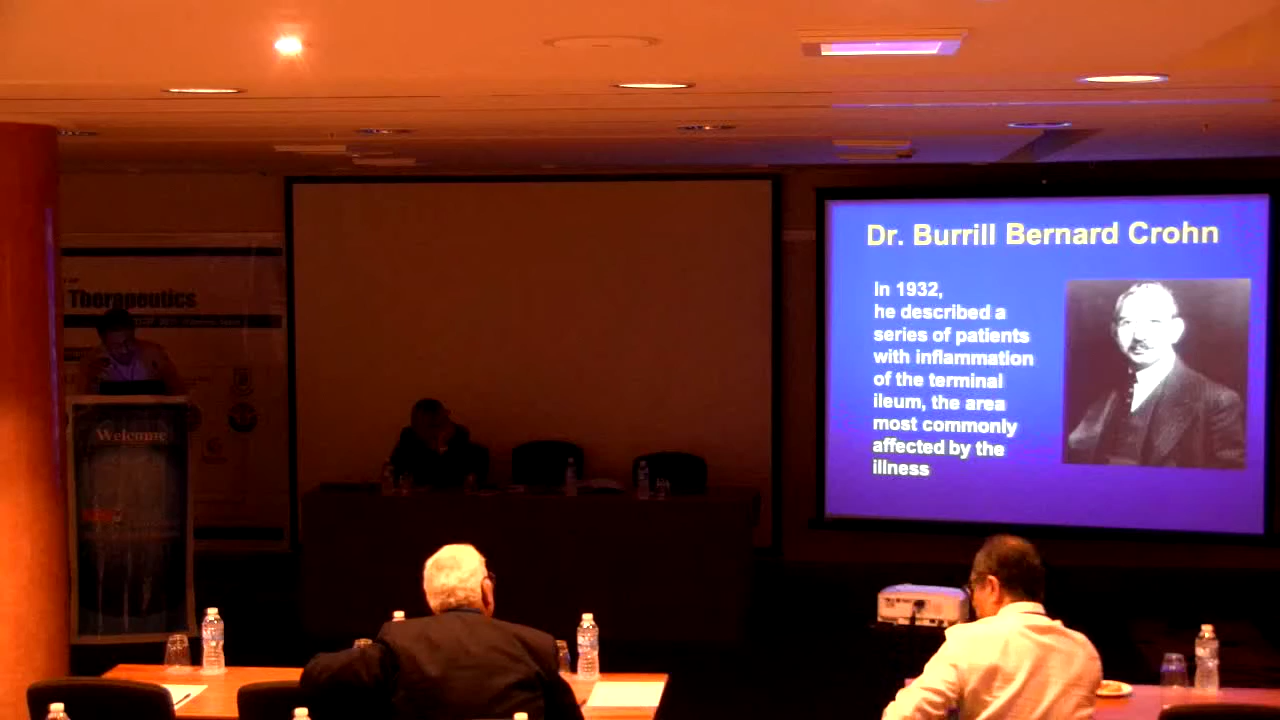 Dr. Burrill Bernard Crohn
In 1932,
he described a
series of patients
with inflammation
of the terminal
ileum, the area
most commonly
affected by the
illness
Therapeutics
Welcome